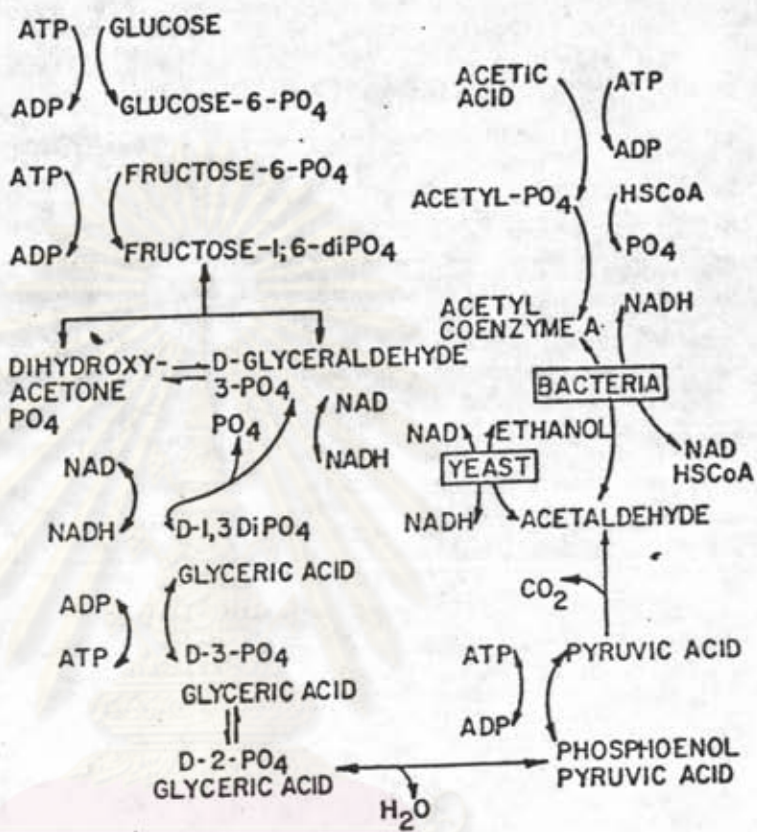 ATP
GLUCOSE
ADP
GLUCOSE-6-PO4
ATP
FRUCTOSE-6-PO4
ADP
FRUCTOSE-1;6-diPO4
DIHYDROXY-
ACETONE
PO4
D-GLYCERALDEHYDE
3-PO4
NAD
NADH
PO4
NAD
NADH
D-1,3 DiPO4
GLYCERIC ACID
ADP
ATP
D-3-PO4
GLYCERIC ACID
D-2-PO4
GLYCERIC ACID
H2O
PHOSPHOENOL
PYRUVIC ACID
ATP
ADP
PYRUVIC ACID
CO2
ACETALDEHYDE
NAD
ETHANOL
YEAST
NADH
ACETIC
ACID
ATP
ADP
ACETYL-PO4
HSCoA
PO4
ACETYL
COENZYME A
NADH
BACTERIA
NAD
HSCoA